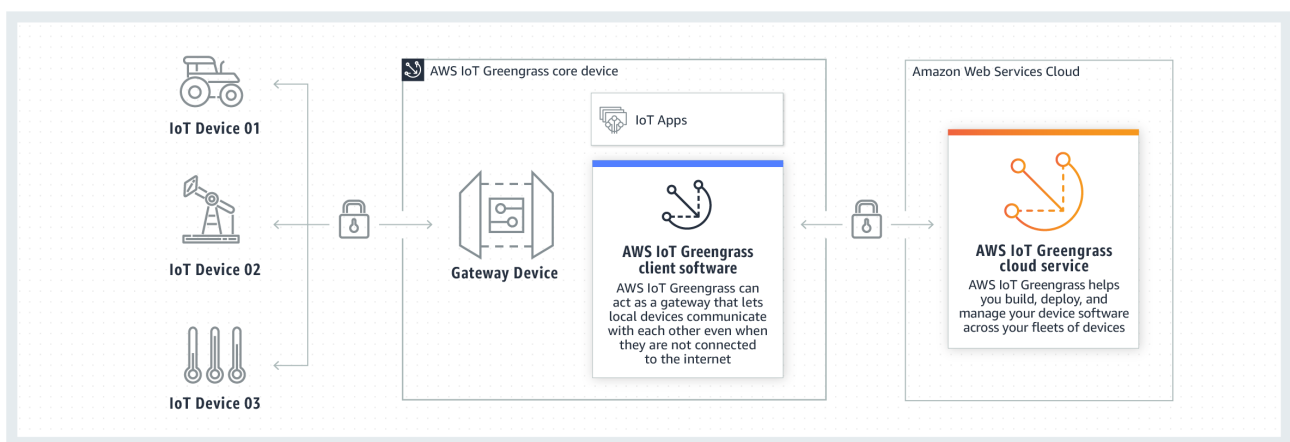 IoT Device 01
IoT Device 02
IoT Device 03
AWS IoT Greengrass core device
Gateway Device
IoT Apps
AWS IoT Greengrass
client software
AWS IoT Greengrass can
act as a gateway that lets
local devices communicate
with each other even when
they are not connected
to the internet
Amazon Web Services Cloud
AWS IoT Greengrass
cloud service
AWS IoT Greengrass helps
you build, deploy, and
manage your device software
across your fleets of devices